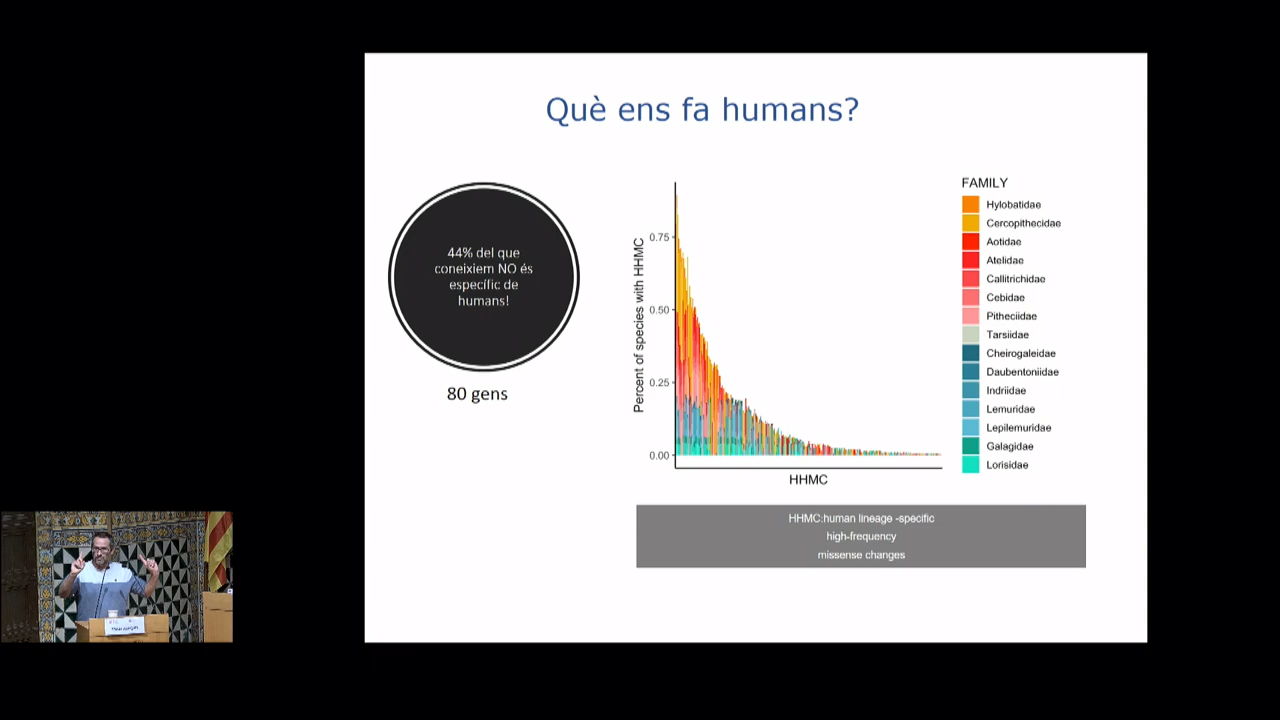 Què ens fa humans?
44% del que
coneixiem NO és
específic de
humans!
80 gens
Percent of species with HHMC
0.75
0.50
0.25
0.00
HHMC
FAMILY
Hylobatidae
Cercopithecidae
Aotidae
Atelidae
Callitrichidae
Cebidae
Pitheciidae
Tarsiidae
Cheirogaleidae
Daubentoniidae
Indriidae
Lemuridae
Lepilemuridae
Galagidae
Lorisidae
HHMC:human lineage -specific
high-frequency
missense changes